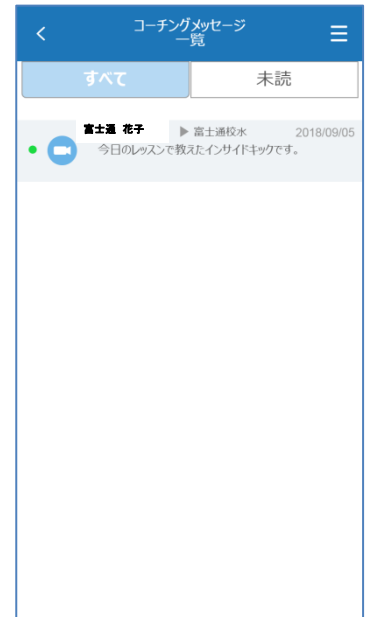 コーチングメッセージ
一覧
すべて
未読
富士通 花子 ▶ 富士通校水 2018/09/05
今日のレッスンで教えたインサイドキックです。